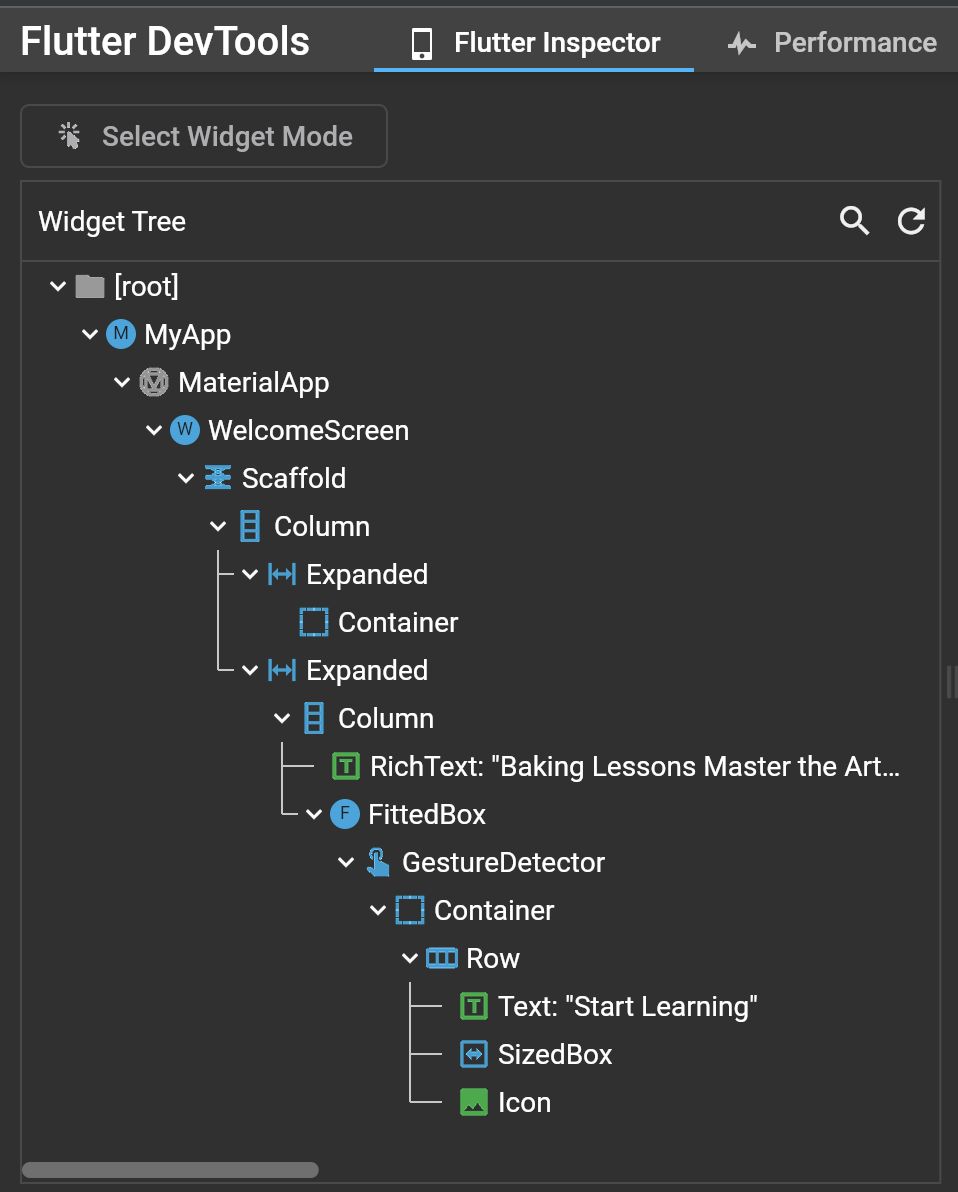 Flutter DevTools Flutter Inspector Performance
Select Widget Mode
Widget Tree
[root]
M MyApp
MaterialApp
W WelcomeScreen
Scaffold
Column
Expanded
Container
Expanded
Column
T RichText: "Baking Lessons Master the Art...
F FittedBox
GestureDetector
Container
Row
T Text: "Start Learning"
SizedBox
Icon